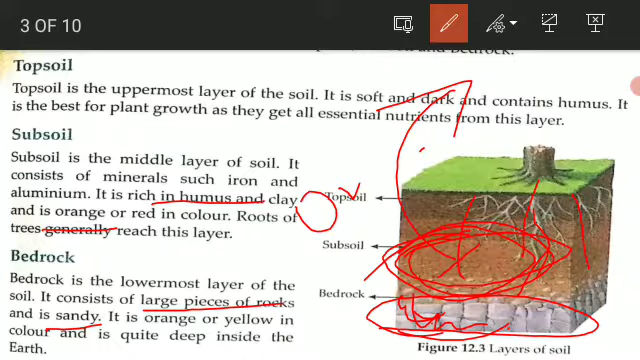 3 OF 10
and Bedrock.
Topsoil
Topsoil is the uppermost layer of the soil. It is soft and dark and contains humus. It
is the best for plant growth as they get all essential nutrients from this layer.
Subsoil
Subsoil is the middle layer of soil. It
consists of minerals such iron and
aluminium. It is rich in humus and clay
and is orange or red in colour. Roots of
trees generally reach this layer.
Bedrock
Bedrock is the lowermost layer of the
soil. It consists of large pieces of rocks
and is sandy. It is orange or yellow in
colour and is quite deep inside the
Earth.
Topsoil
Subsoil
Bedrock
Figure 12.3 Layers of soil